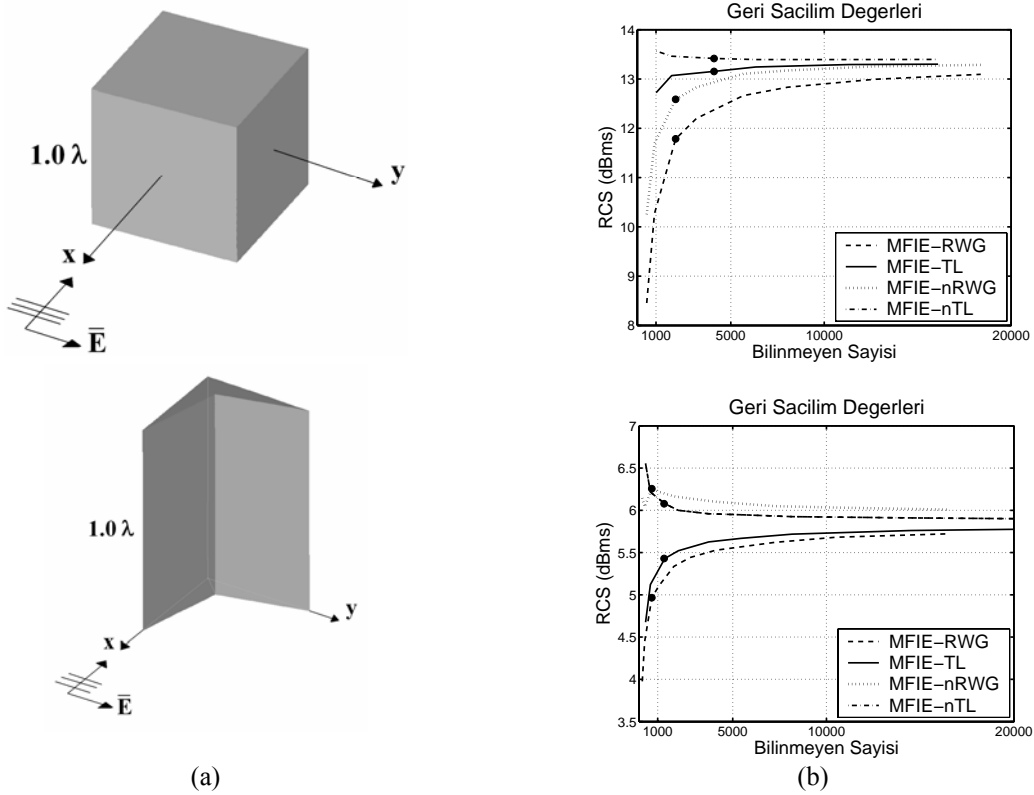 1.0 λ
y
x
E
Geri Sacilim Degerleri
14
13
12
11
10
9
8
RCS (dBms)
MFIE−RWG
MFIE−TL
MFIE−nRWG
MFIE−nTL
1000
5000
10000
20000
Bilinmeyen Sayisi
1.0 λ
y
x
E
Geri Sacilim Degerleri
7
6.5
6
5.5
5
4.5
4
3.5
RCS (dBms)
MFIE−RWG
MFIE−TL
MFIE−nRWG
MFIE−nTL
1000
5000
10000
20000
Bilinmeyen Sayisi
(a)
(b)